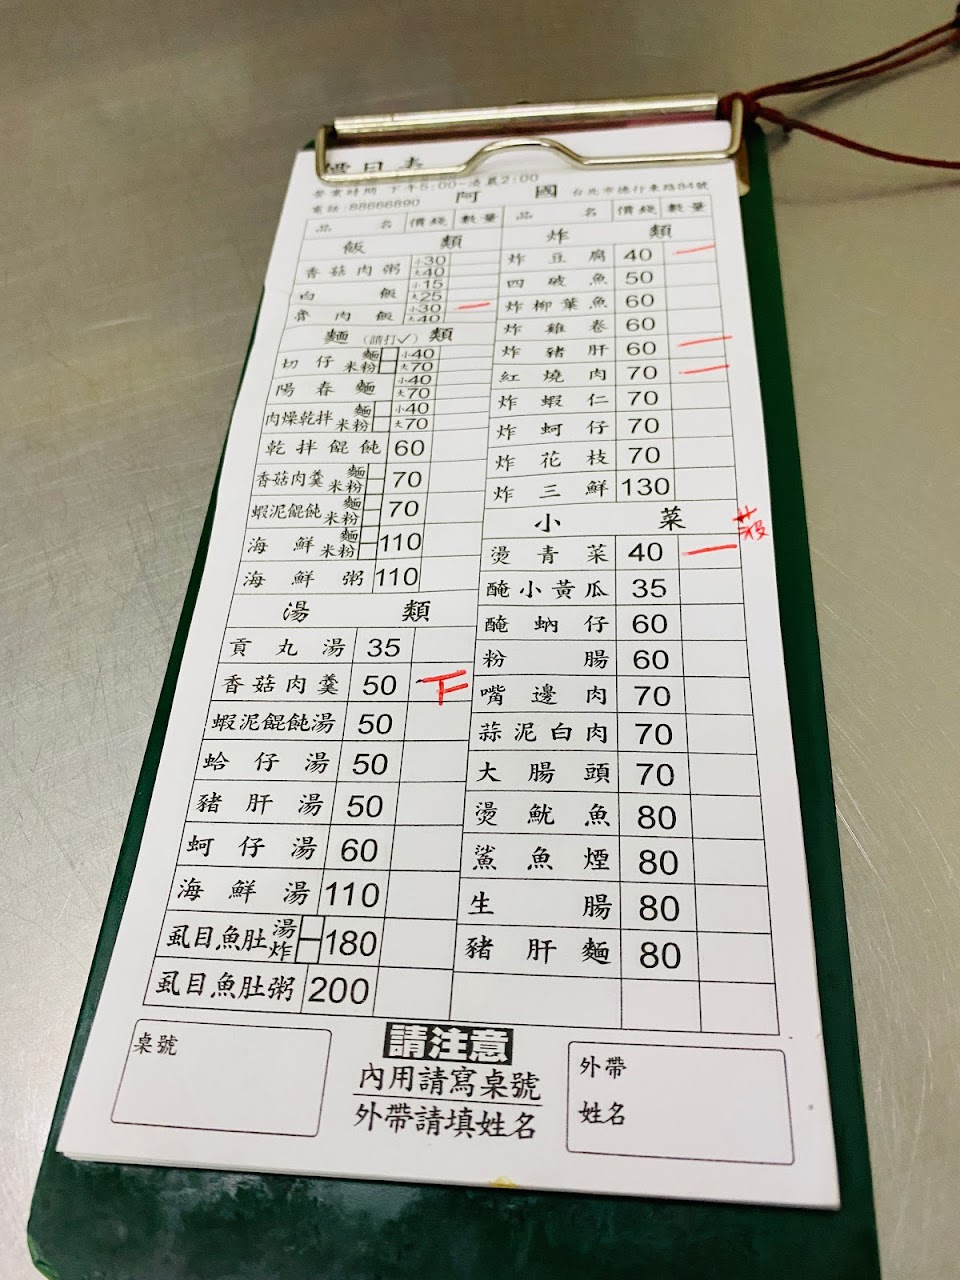 價目表
營業時間 下午5:00-凌晨2:00
電話:88666890
阿國
台北市德行東路84號
品名 價錢 數量
飯類
香菇肉粥 小30 大40
白飯 小15 大25
魯肉飯 小30 大40 一
麵(請打✓)類
切仔 麵 米粉 小40 大70
陽春麵 小40 大70
肉燥乾拌 麵 米粉 小40 大70
乾拌餛飩 60
香菇肉羹 麵 米粉 70
蝦泥餛飩 麵 米粉 70
海鮮 麵 米粉 110
海鮮粥 110
湯類
貢丸湯 35
香菇肉羹 50 下
蝦泥餛飩湯 50
蛤仔湯 50
豬肝湯 50
蚵仔湯 60
海鮮湯 110
虱目魚肚 湯 炸 180
虱目魚肚粥 200
品名 價錢 數量
炸類
炸豆腐 40 一
四破魚 50
炸柳葉魚 60
炸雞卷 60
炸豬肝 60 一
紅燒肉 70 一
炸蝦仁 70
炸蚵仔 70
炸花枝 70
炸三鮮 130
小菜
燙青菜 40 一
醃小黃瓜 35
醃蚋仔 60
粉腸 60
嘴邊肉 70
蒜泥白肉 70
大腸頭 70
燙魷魚 80
鯊魚煙 80
生腸 80
豬肝麵 80
桌號
請注意
內用請寫桌號
外帶請填姓名
外帶
姓名